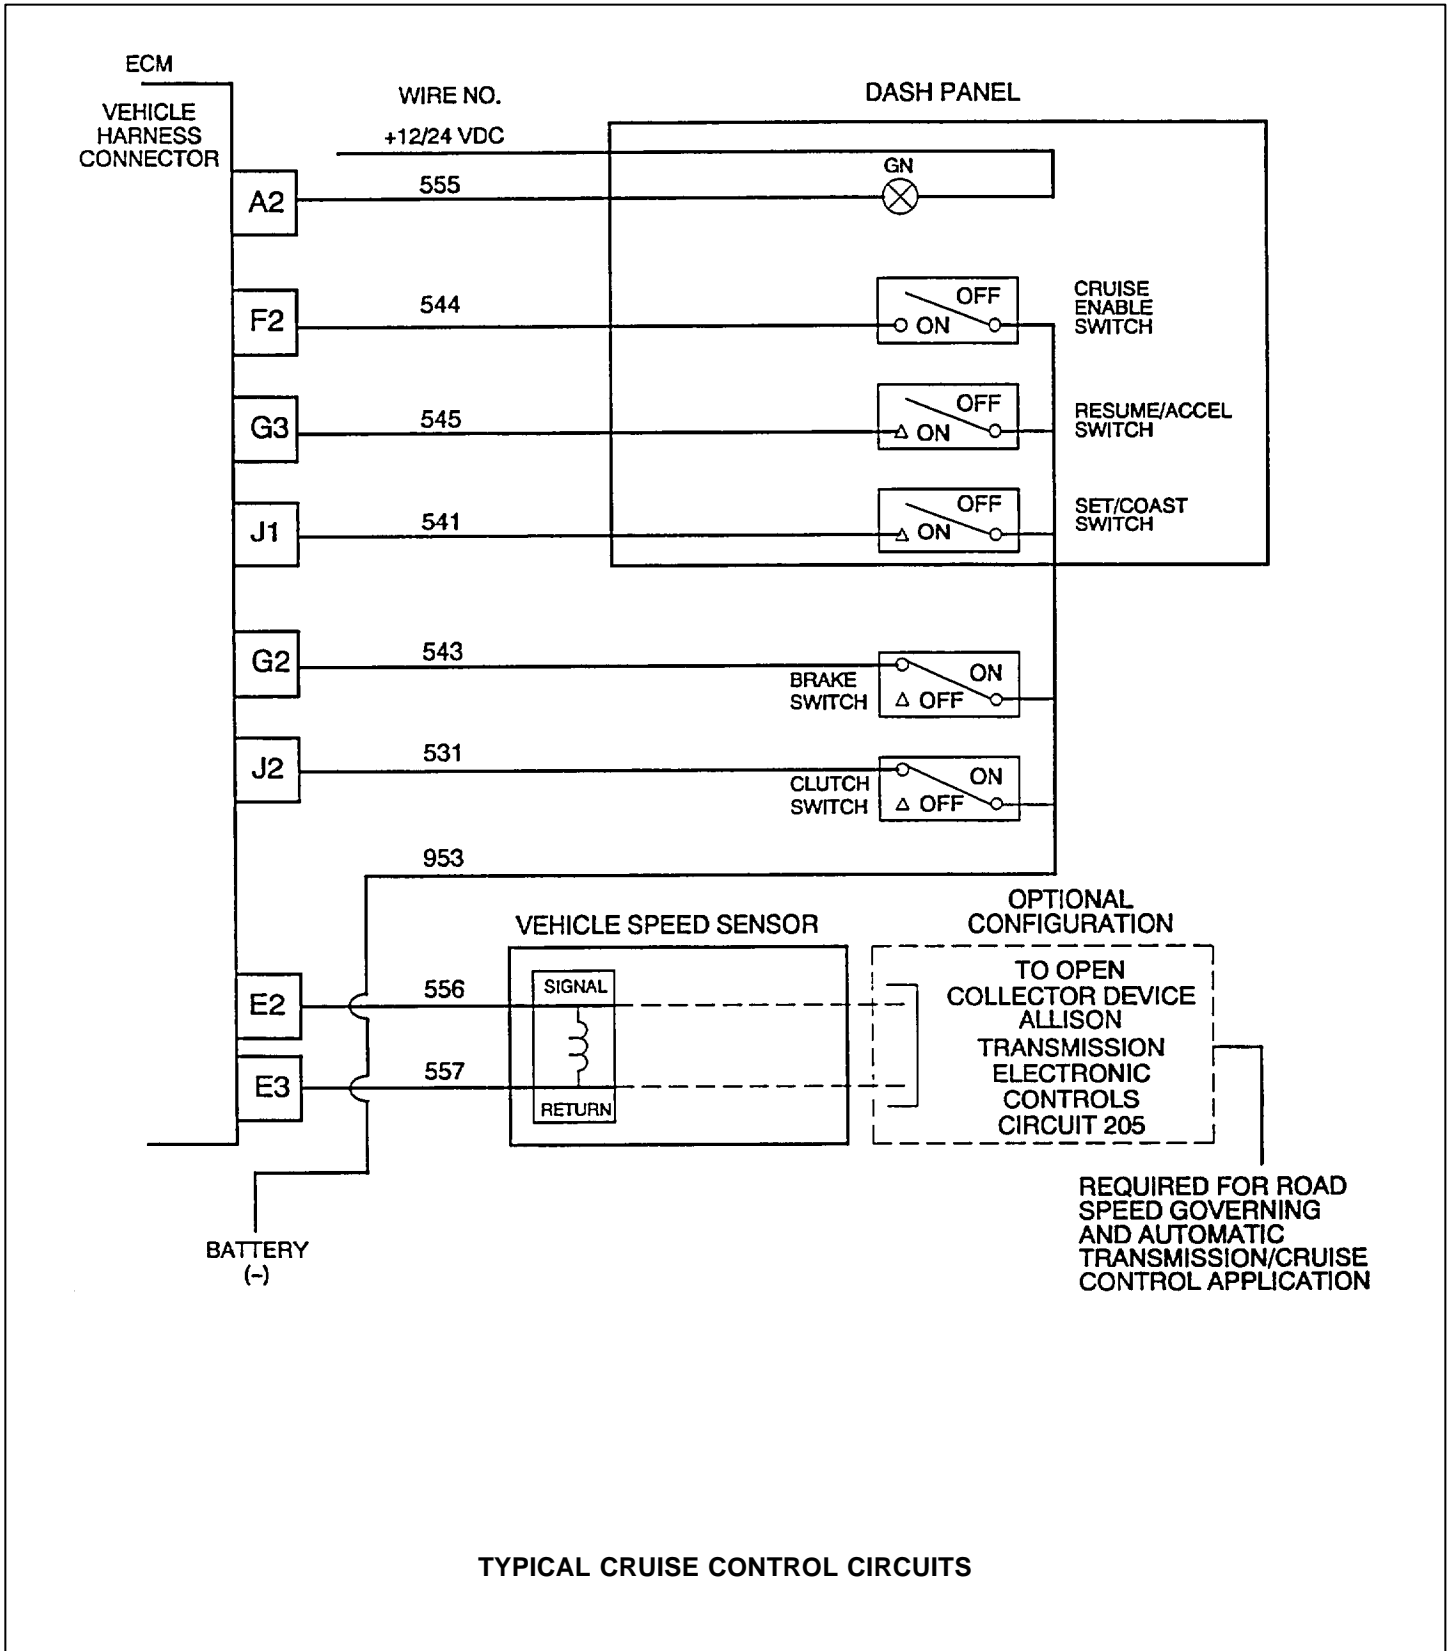 ECM
VEHICLE
HARNESS
CONNECTOR
WIRE NO.
+12/24 VDC
DASH PANEL
A2
555
GN
F2
544
OFF
ON
CRUISE
ENABLE
SWITCH
G3
545
OFF
ON
RESUME/ACCEL
SWITCH
J1
541
OFF
ON
SET/COAST
SWITCH
G2
543
BRAKE
SWITCH
ON
OFF
J2
531
CLUTCH
SWITCH
ON
OFF
953
VEHICLE SPEED SENSOR
OPTIONAL
CONFIGURATION
E2
556
SIGNAL
E3
557
RETURN
TO OPEN
COLLECTOR DEVICE
ALLISON
TRANSMISSION
ELECTRONIC
CONTROLS
CIRCUIT 205
BATTERY
(-)
REQUIRED FOR ROAD
SPEED GOVERNING
AND AUTOMATIC
TRANSMISSION/CRUISE
CONTROL APPLICATION
TYPICAL CRUISE CONTROL CIRCUITS